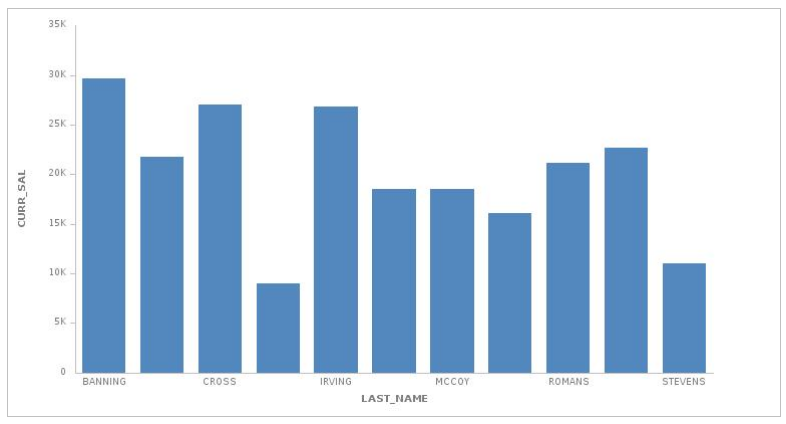 35K
30K
25K
20K
15K
10K
5K
0
CURR_SAL
BANNING CROSS IRVING MCCOY ROMANS STEVENS
LAST_NAME